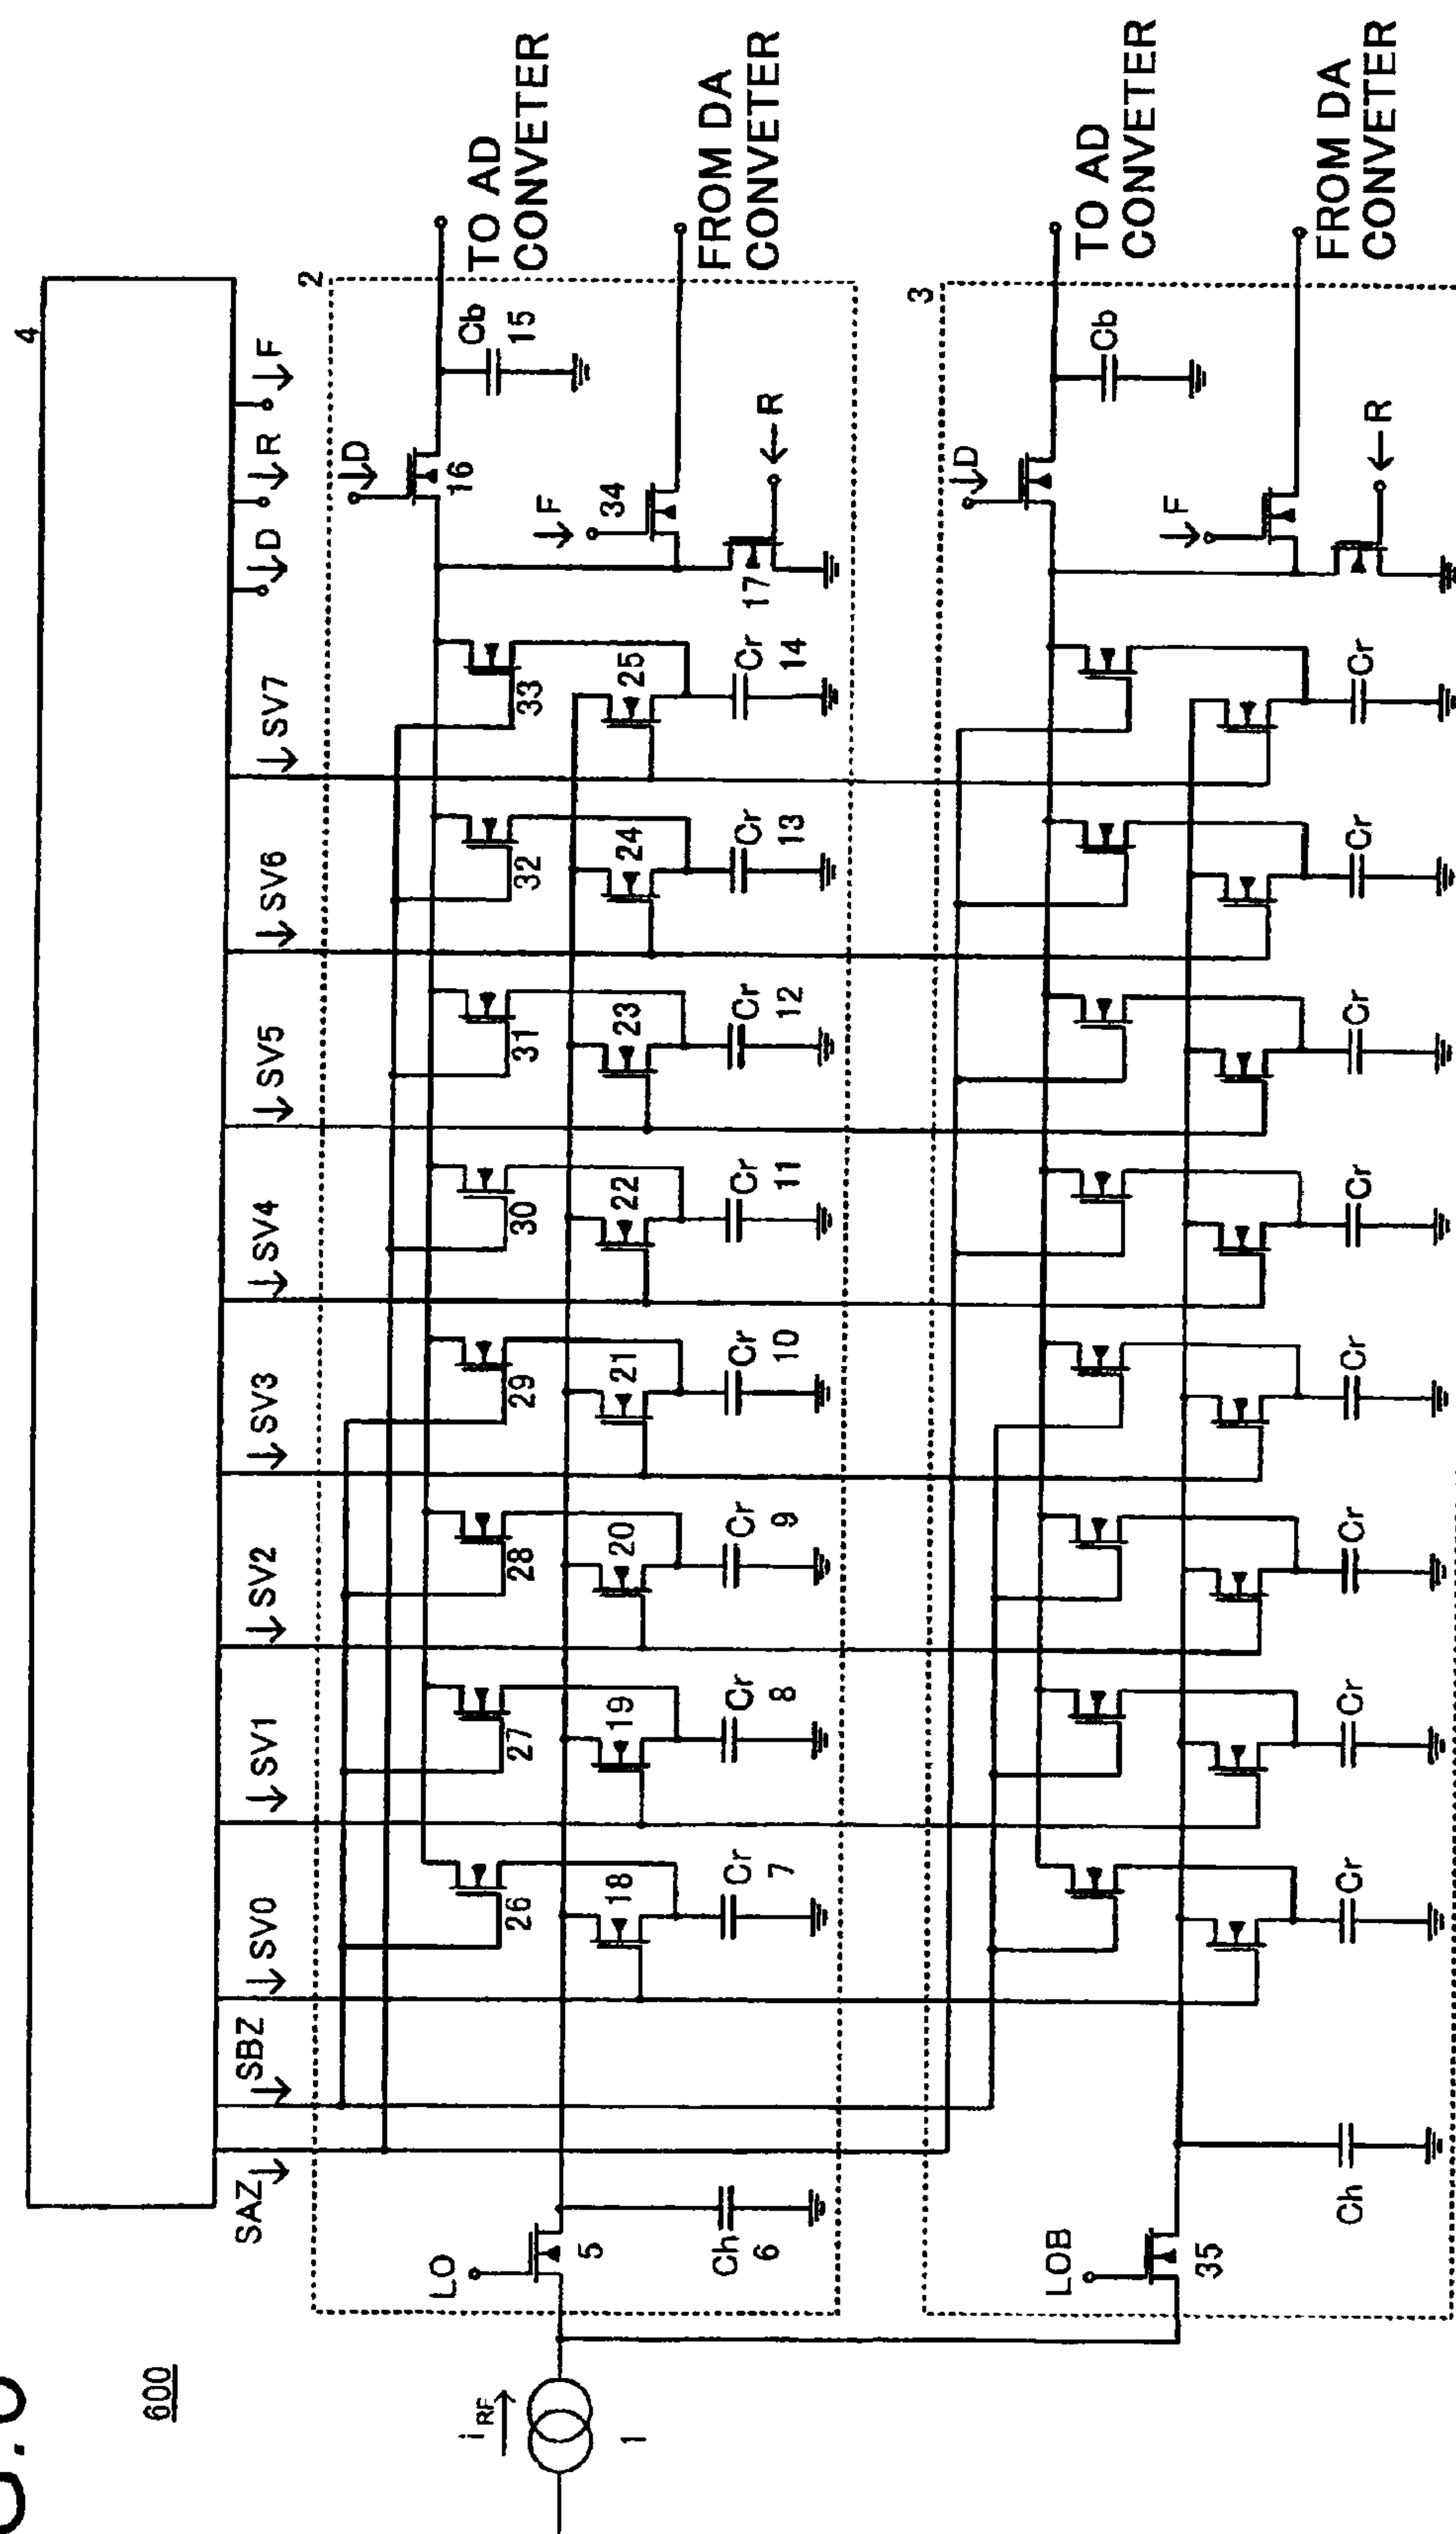 600
4
SAZ
SBZ
SV0
SV1
SV2
SV3
SV4
SV5
SV6
SV7
D
R
F
2
LO
5
Ch
6
26
27
28
29
30
31
32
33
18
19
20
21
22
23
24
25
Cr
7
Cr
8
Cr
9
Cr
10
Cr
11
Cr
12
Cr
13
Cr
14
D
16
Cb
15
F
34
17
R
TO AD
CONVETER
FROM DA
CONVETER
iRF
1
3
LOB
35
Ch
Cr
Cr
Cr
Cr
Cr
Cr
Cr
Cr
D
Cb
F
R
TO AD
CONVETER
FROM DA
CONVETER